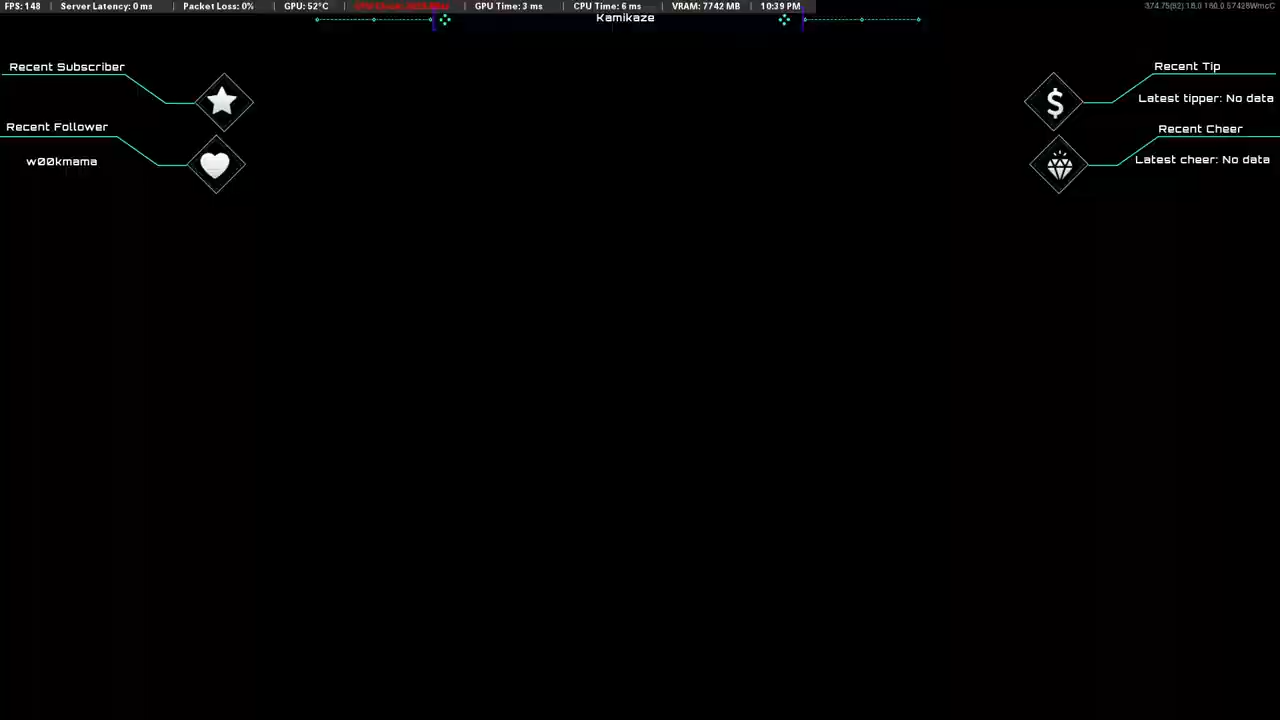 FPS: 148 | Server Latency: 0 ms | Packet Loss: 0% | GPU: 52°C | | GPU Time: 3 ms | CPU Time: 6 ms | VRAM: 7742 MB | 10:39 PM
Kamikaze
Recent Subscriber
Recent Tip
Latest tipper: No data
Recent Follower
Recent Cheer
w00kmama
Latest cheer: No data